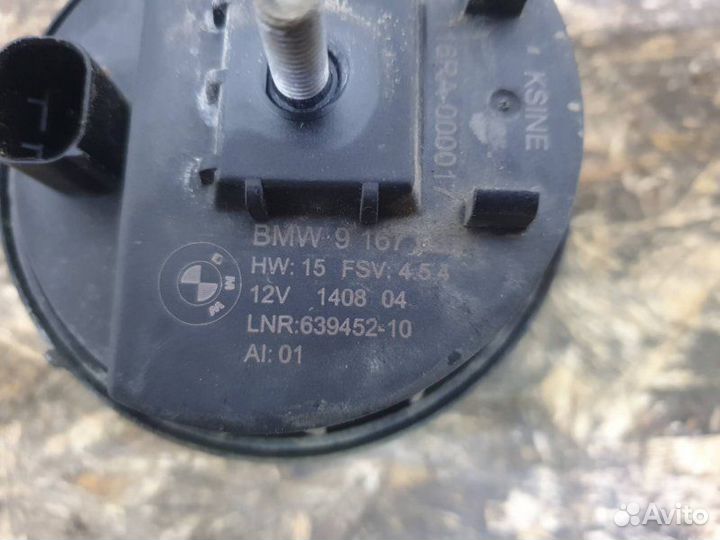 KSINE
BMW 9 167
HW: 15 FSV: 4.5.4
12V 1408 04
LNR:639452-10
AI: 01
BMW
Avito